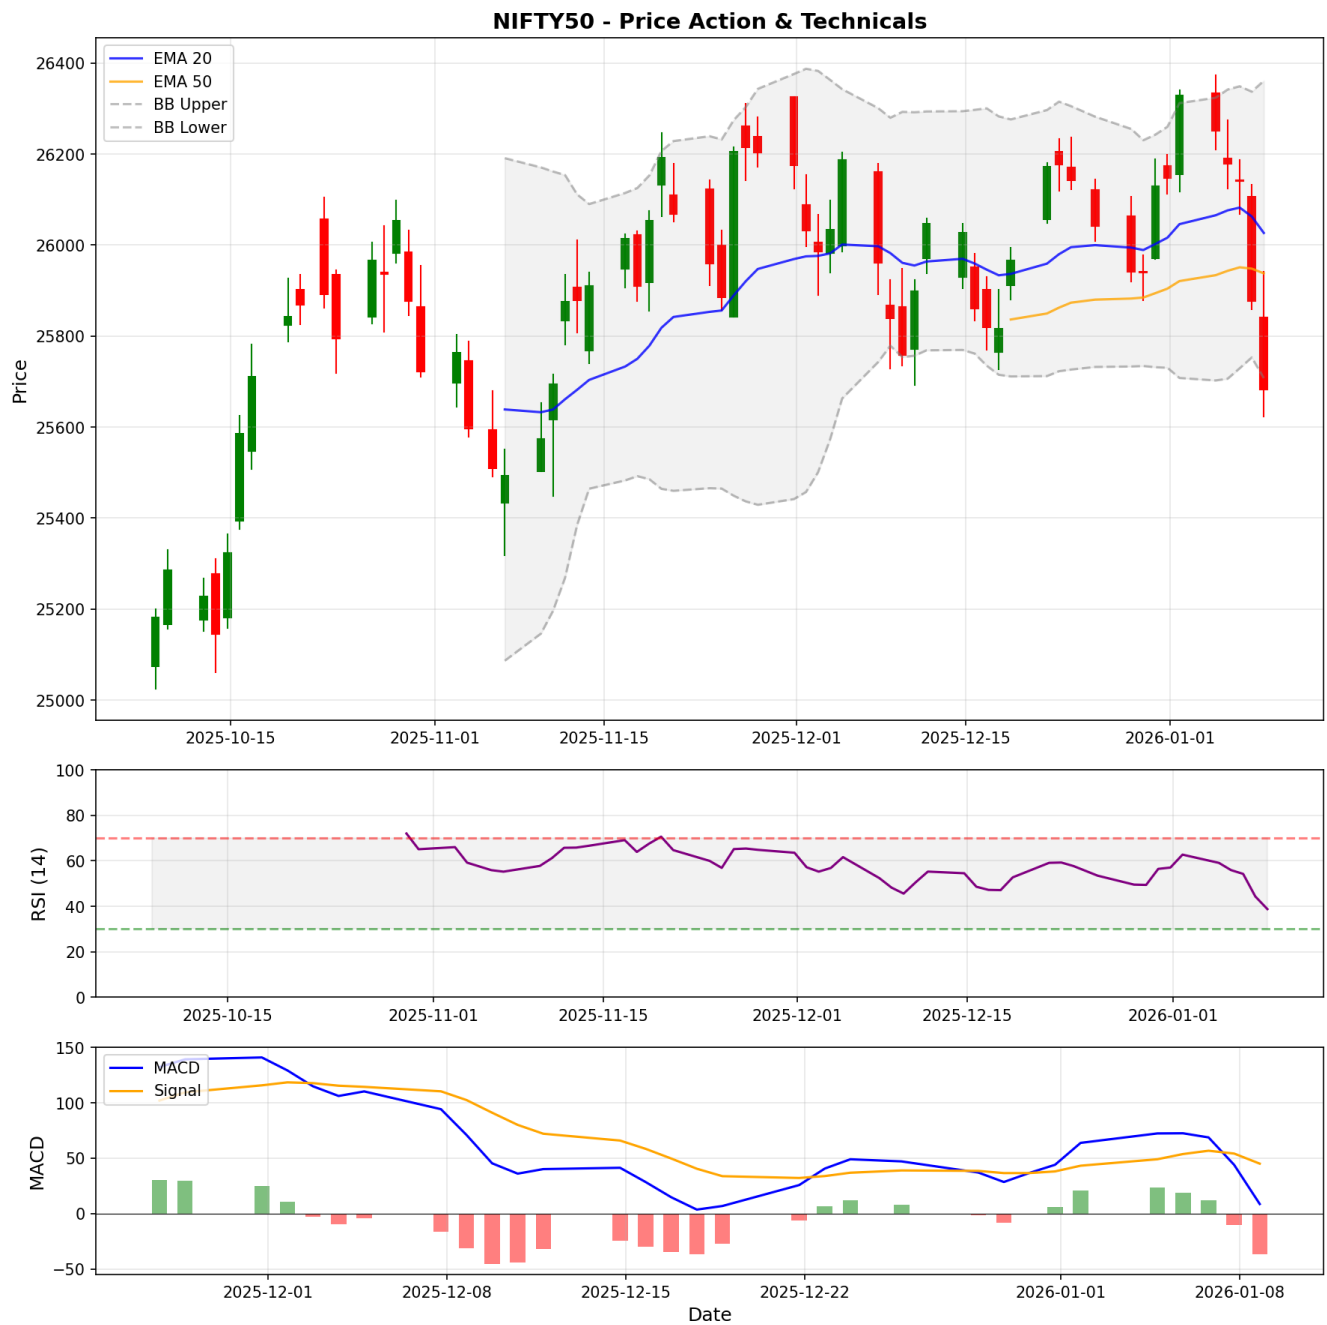 NIFTY50 - Price Action & Technicals
EMA 20
EMA 50
BB Upper
BB Lower
26400
26200
26000
25800
25600
25400
25200
25000
Price
2025-10-15 2025-11-01 2025-11-15 2025-12-01 2025-12-15 2026-01-01
100
80
60
40
20
0
RSI (14)
2025-10-15 2025-11-01 2025-11-15 2025-12-01 2025-12-15 2026-01-01
MACD
Signal
150
100
50
0
−50
MACD
2025-12-01 2025-12-08 2025-12-15 2025-12-22 2026-01-01 2026-01-08
Date